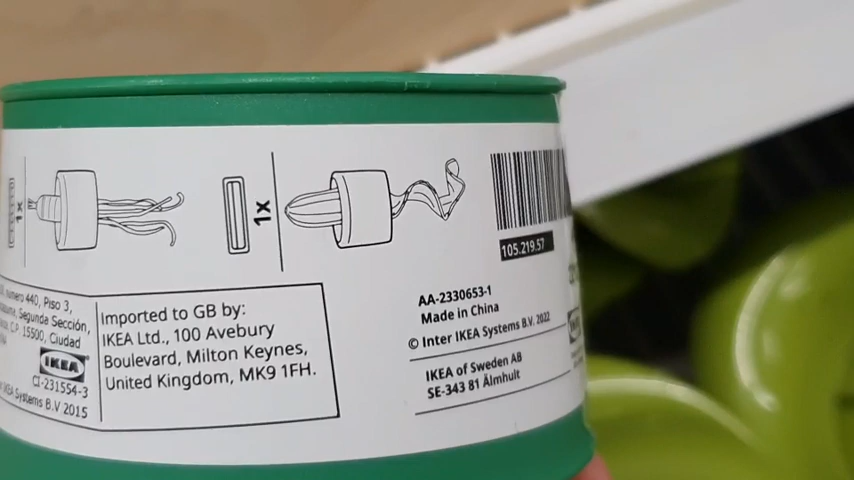 1x
1x
105.219.57
numero 440, Piso 3,
Segunda Sección,
C.P. 15500, Ciudad
IKEA
CI-231554-3
IKEA Systems B.V 2015
Imported to GB by:
IKEA Ltd., 100 Avebury
Boulevard, Milton Keynes,
United Kingdom, MK9 1FH.
AA-2330653-1
Made in China
© Inter IKEA Systems B.V. 2022
IKEA of Sweden AB
SE-343 81 Älmhult